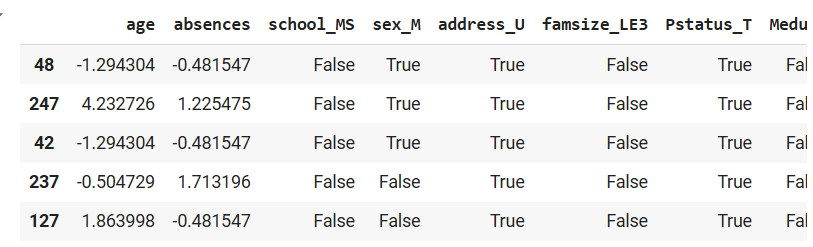 age absences school_MS sex_M address_U famsize_LE3 Pstatus_T Medu
48 -1.294304 -0.481547 False True True False True Fal
247 4.232726 1.225475 False True True False True Fal
42 -1.294304 -0.481547 False True True False True Fal
237 -0.504729 1.713196 False False True False True Fal
127 1.863998 -0.481547 False False True False True Fal